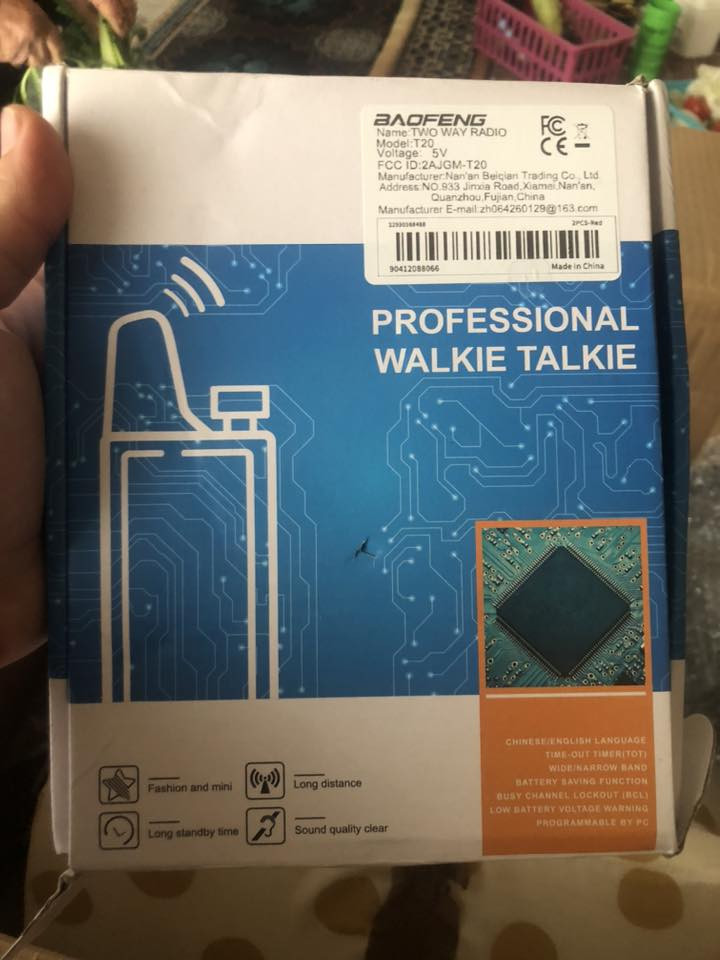 BAOFENG
Name:TWO WAY RADIO
Model:T20
Voltage: 5V
FCC ID:2AJGM-T20
Manufacturer:Nan'an Beiqian Trading Co., Ltd.
Address:NO.933 Jinxia Road,Xiamei,Nan'an,
Quanzhou,Fujian,China
Manufacturer E-mail:zh064260129@163.com
FC CE
2PCS-Red
90412088066
Made in China
PROFESSIONAL
WALKIE TALKIE
CHINESE/ENGLISH LANGUAGE
TIME-OUT TIMER(TOT)
WIDE/NARROW BAND
BATTERY SAVING FUNCTION
BUSY CHANNEL LOCKOUT (BCL)
LOW BATTERY VOLTAGE WARNING
PROGRAMMABLE BY PC
Fashion and mini
Long distance
Long standby time
Sound quality clear